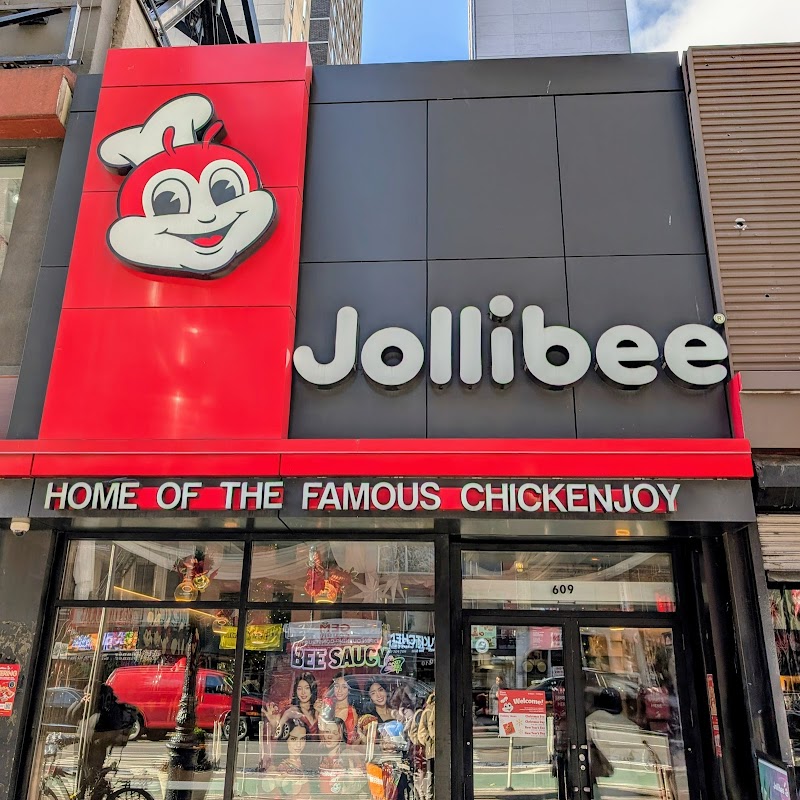 Jollibee®
HOME OF THE FAMOUS CHICKENJOY
609
BEE SAUCY
Welcome!